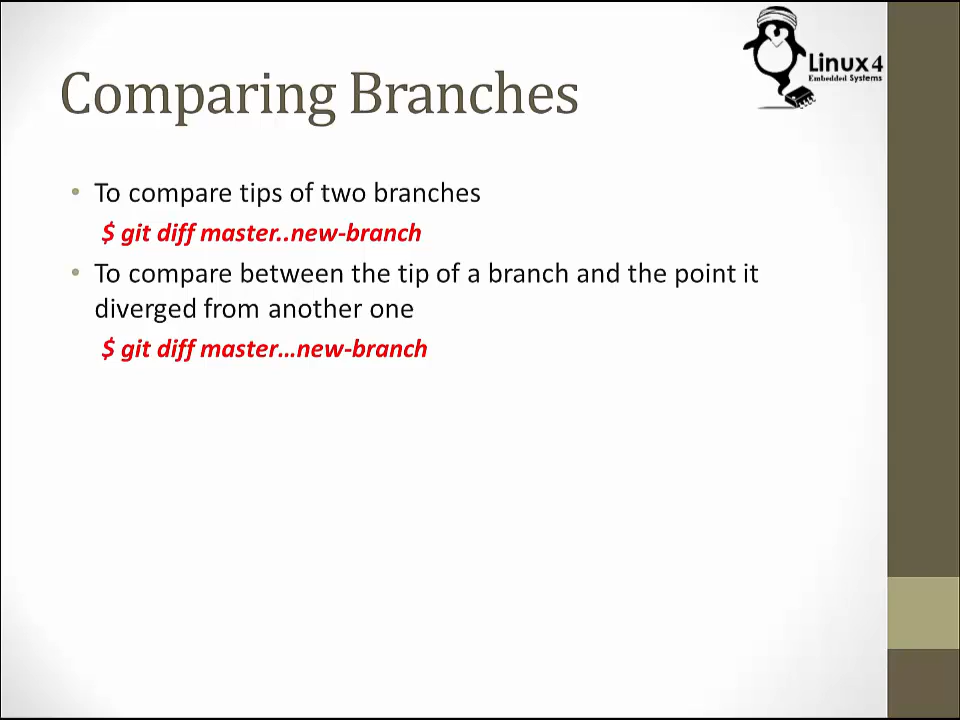 Linux 4
Embedded Systems
Comparing Branches
• To compare tips of two branches
$ git diff master..new-branch
• To compare between the tip of a branch and the point it
diverged from another one
$ git diff master…new-branch